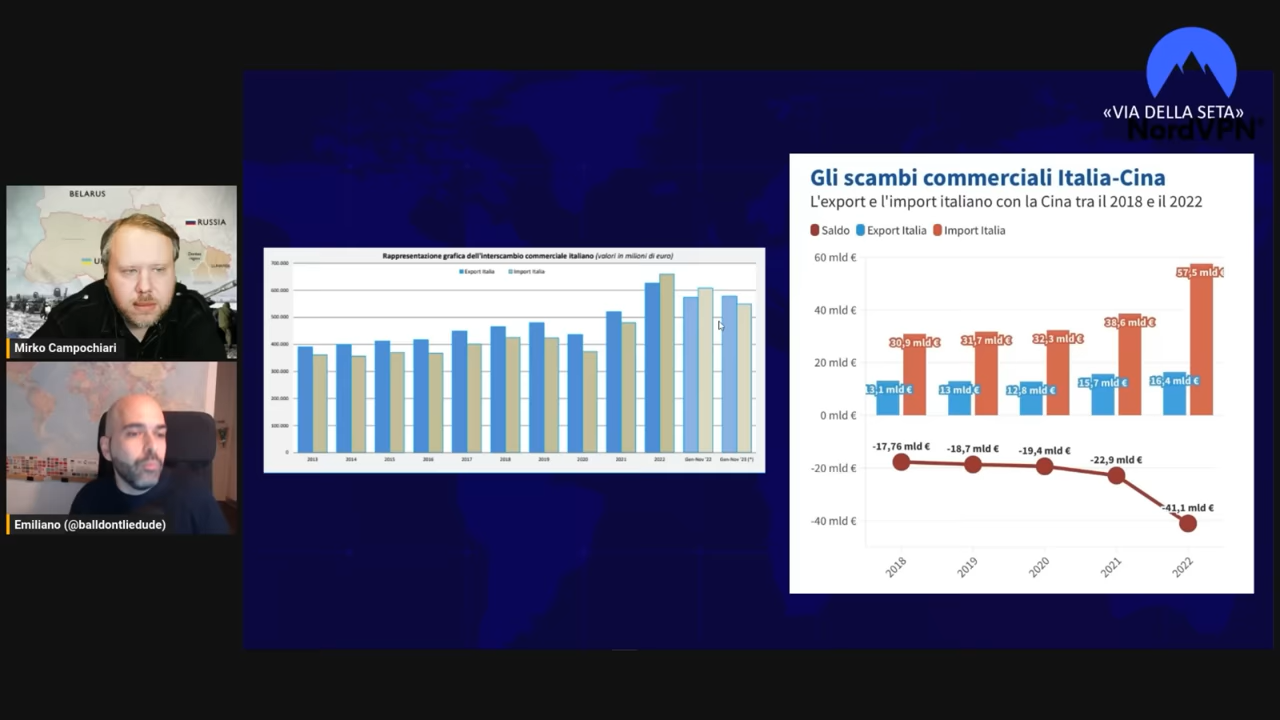 «VIA DELLA SETA»
NordVPN®
BELARUS
RUSSIA
Mirko Campochiari
Emiliano (@balldontliedude)
Rappresentazione grafica dell'interscambio commerciale italiano (valori in milioni di euro)
Export Italia Import Italia
700.000
600.000
500.000
400.000
300.000
200.000
100.000
0
2013 2014 2015 2016 2017 2018 2019 2020 2021 2022 Gen-Nov '22 Gen-Nov '23 (*)
Gli scambi commerciali Italia-Cina
L'export e l'import italiano con la Cina tra il 2018 e il 2022
Saldo Export Italia Import Italia
60 mld €
40 mld €
20 mld €
0 mld €
-20 mld €
-40 mld €
57,5 mld €
38,6 mld €
30,9 mld € 31,7 mld € 32,3 mld €
13,1 mld € 13 mld € 12,8 mld € 15,7 mld € 16,4 mld €
-17,76 mld € -18,7 mld € -19,4 mld € -22,9 mld €
-41,1 mld €
2018 2019 2020 2021 2022